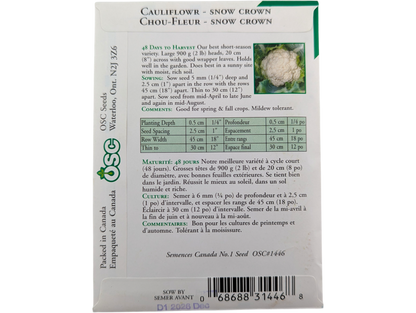 CAULIFLOWR - SNOW CROWN
CHOU-FLEUR - SNOW CROWN
48 DAYS TO HARVEST Our best short-season
variety. Large 900 g (2 lb) heads, 20 cm
(8") across with good wrapper leaves. Holds
well in the garden. Does best in a sunny site
with moist, rich soil.
SOWING: Sow seed 5 mm (¼") deep and
2.5 cm (1") apart in the row with the rows
45 cm (18") apart. Thin to 30 cm (12")
apart. Sow seed from mid-April to late June
and again in mid-August.
COMMENTS: Good for spring & fall crops. Mildew tolerant.
Planting Depth 0.5 cm 1/4" Profondeur 0.5 cm 1/4 po
Seed Spacing 2.5 cm 1" Espacement 2.5 cm 1 po
Row Width 45 cm 18" Entre rangs 45 cm 18 po
Thin to 30 cm 12" Espace final 30 cm 12 po
MATURITÉ: 48 JOURS Notre meilleure variété à cycle court
(48 jours). Grosses têtes de 900 g (2 lb) et de 20 cm (8 po) de
diamètre, avec de bonnes feuilles extérieures. Se tient bien
dans le jardin. Réussit le mieux au soleil, dans un sol
humide et riche.
CULTURE: Semer à 6 mm (¼ po) de profondeur et à 2.5 cm
(1 po) d'intervalle, et espacer les rangs de 45 cm (18 po).
Éclaircir à 30 cm (12 po) d'intervalle. Semer de la mi-avril à
la fin de juin et à nouveau à la mi-août.
COMMENTAIRES: Bon pour les cultures de printemps et
d'automne. Tolérant à la moisissure.
Semences Canada No.1 Seed OSC#1446
SOW BY
SEMER AVANT
0 68688 31446 8
OSC Seeds
Waterloo, Ont. N2J 3Z6
OSC
Packed in Canada
Empaqueté au Canada